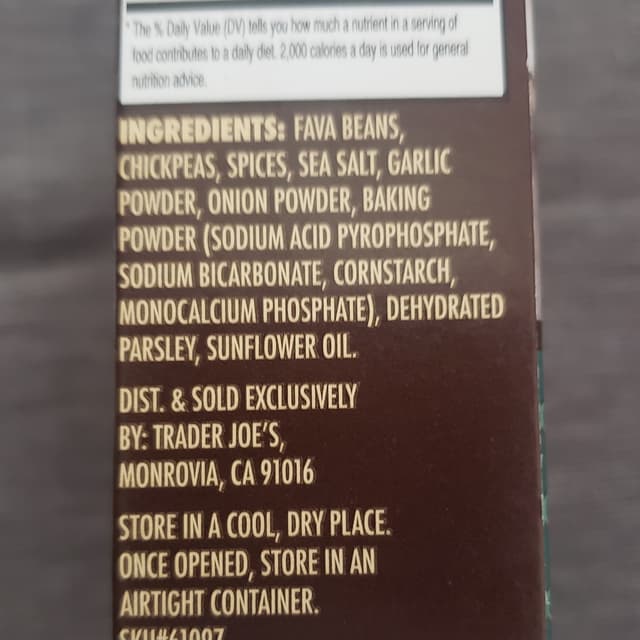 * The % Daily Value (DV) tells you how much a nutrient in a serving of
food contributes to a daily diet. 2,000 calories a day is used for general
nutrition advice.
INGREDIENTS: FAVA BEANS,
CHICKPEAS, SPICES, SEA SALT, GARLIC
POWDER, ONION POWDER, BAKING
POWDER (SODIUM ACID PYROPHOSPHATE,
SODIUM BICARBONATE, CORNSTARCH,
MONOCALCIUM PHOSPHATE), DEHYDRATED
PARSLEY, SUNFLOWER OIL.
DIST. & SOLD EXCLUSIVELY
BY: TRADER JOE'S,
MONROVIA, CA 91016
STORE IN A COOL, DRY PLACE.
ONCE OPENED, STORE IN AN
AIRTIGHT CONTAINER.
SKU#61097